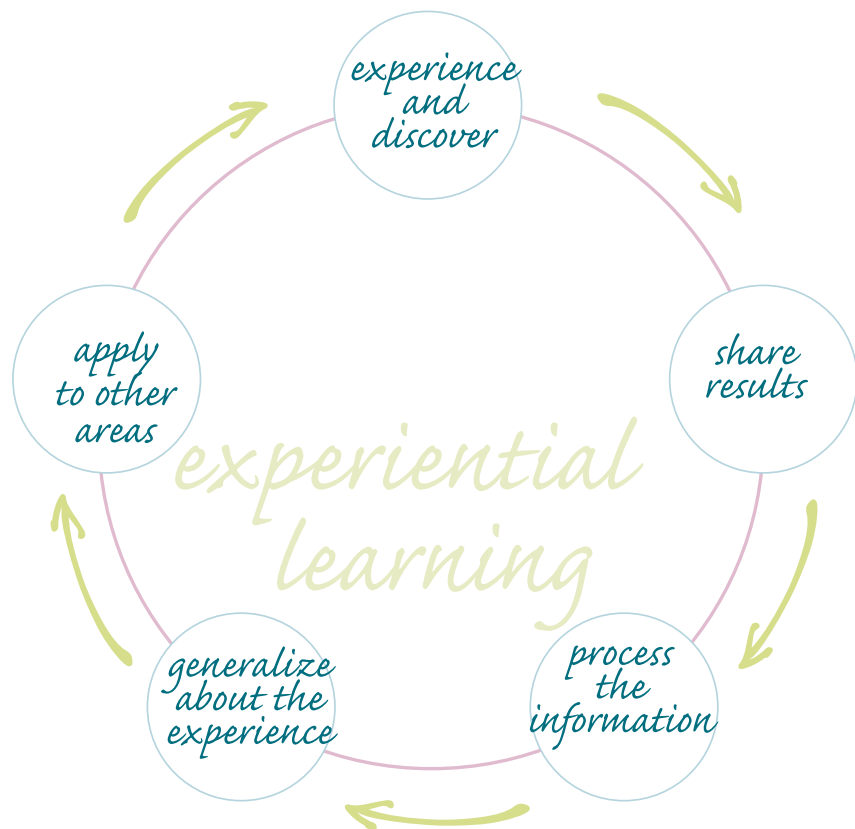 experience
and
discover
share
results
process
the
information
generalize
about the
experience
apply
to other
areas
experiential
learning